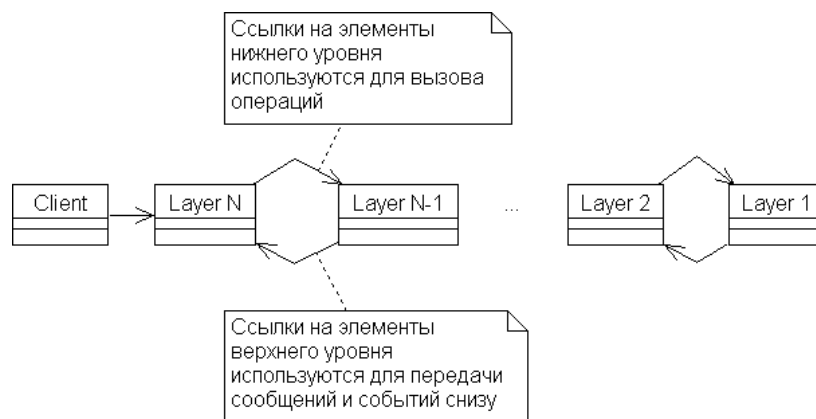 Ссылки на элементы
нижнего уровня
используются для вызова
операций
Client
Layer N
Layer N-1
...
Layer 2
Layer 1
Ссылки на элементы
верхнего уровня
используются для передачи
сообщений и событий снизу